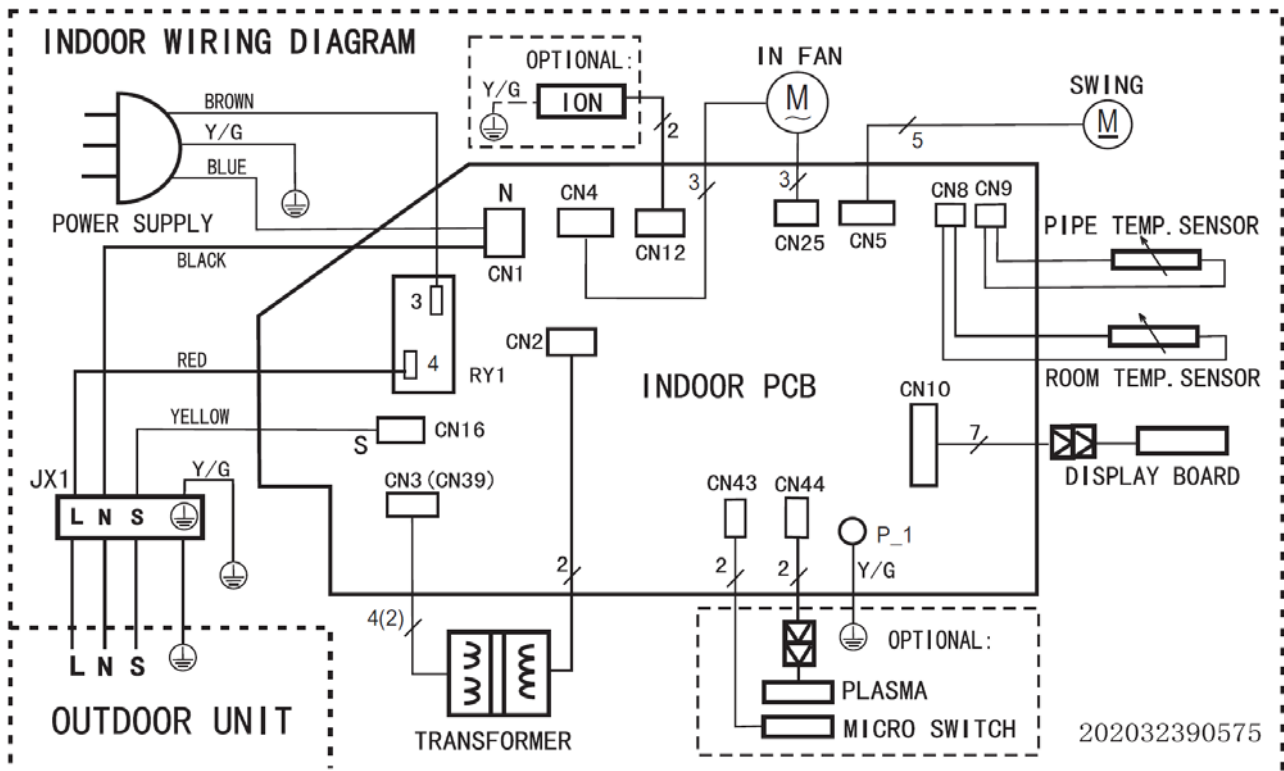 INDOOR WIRING DIAGRAM
OPTIONAL:
Y/G
ION
2
IN FAN
M
SWING
M
5
BROWN
Y/G
BLUE
POWER SUPPLY
BLACK
N
CN1
CN4
CN12
3
3
CN25
CN5
CN8
CN9
PIPE TEMP. SENSOR
ROOM TEMP. SENSOR
3
4
RY1
CN2
INDOOR PCB
RED
YELLOW
S
CN16
CN10
7
DISPLAY BOARD
JX1
Y/G
L N S
CN3(CN39)
CN43
CN44
P_1
Y/G
2
2
2
4(2)
L N S
OUTDOOR UNIT
TRANSFORMER
OPTIONAL:
PLASMA
MICRO SWITCH
202032390575